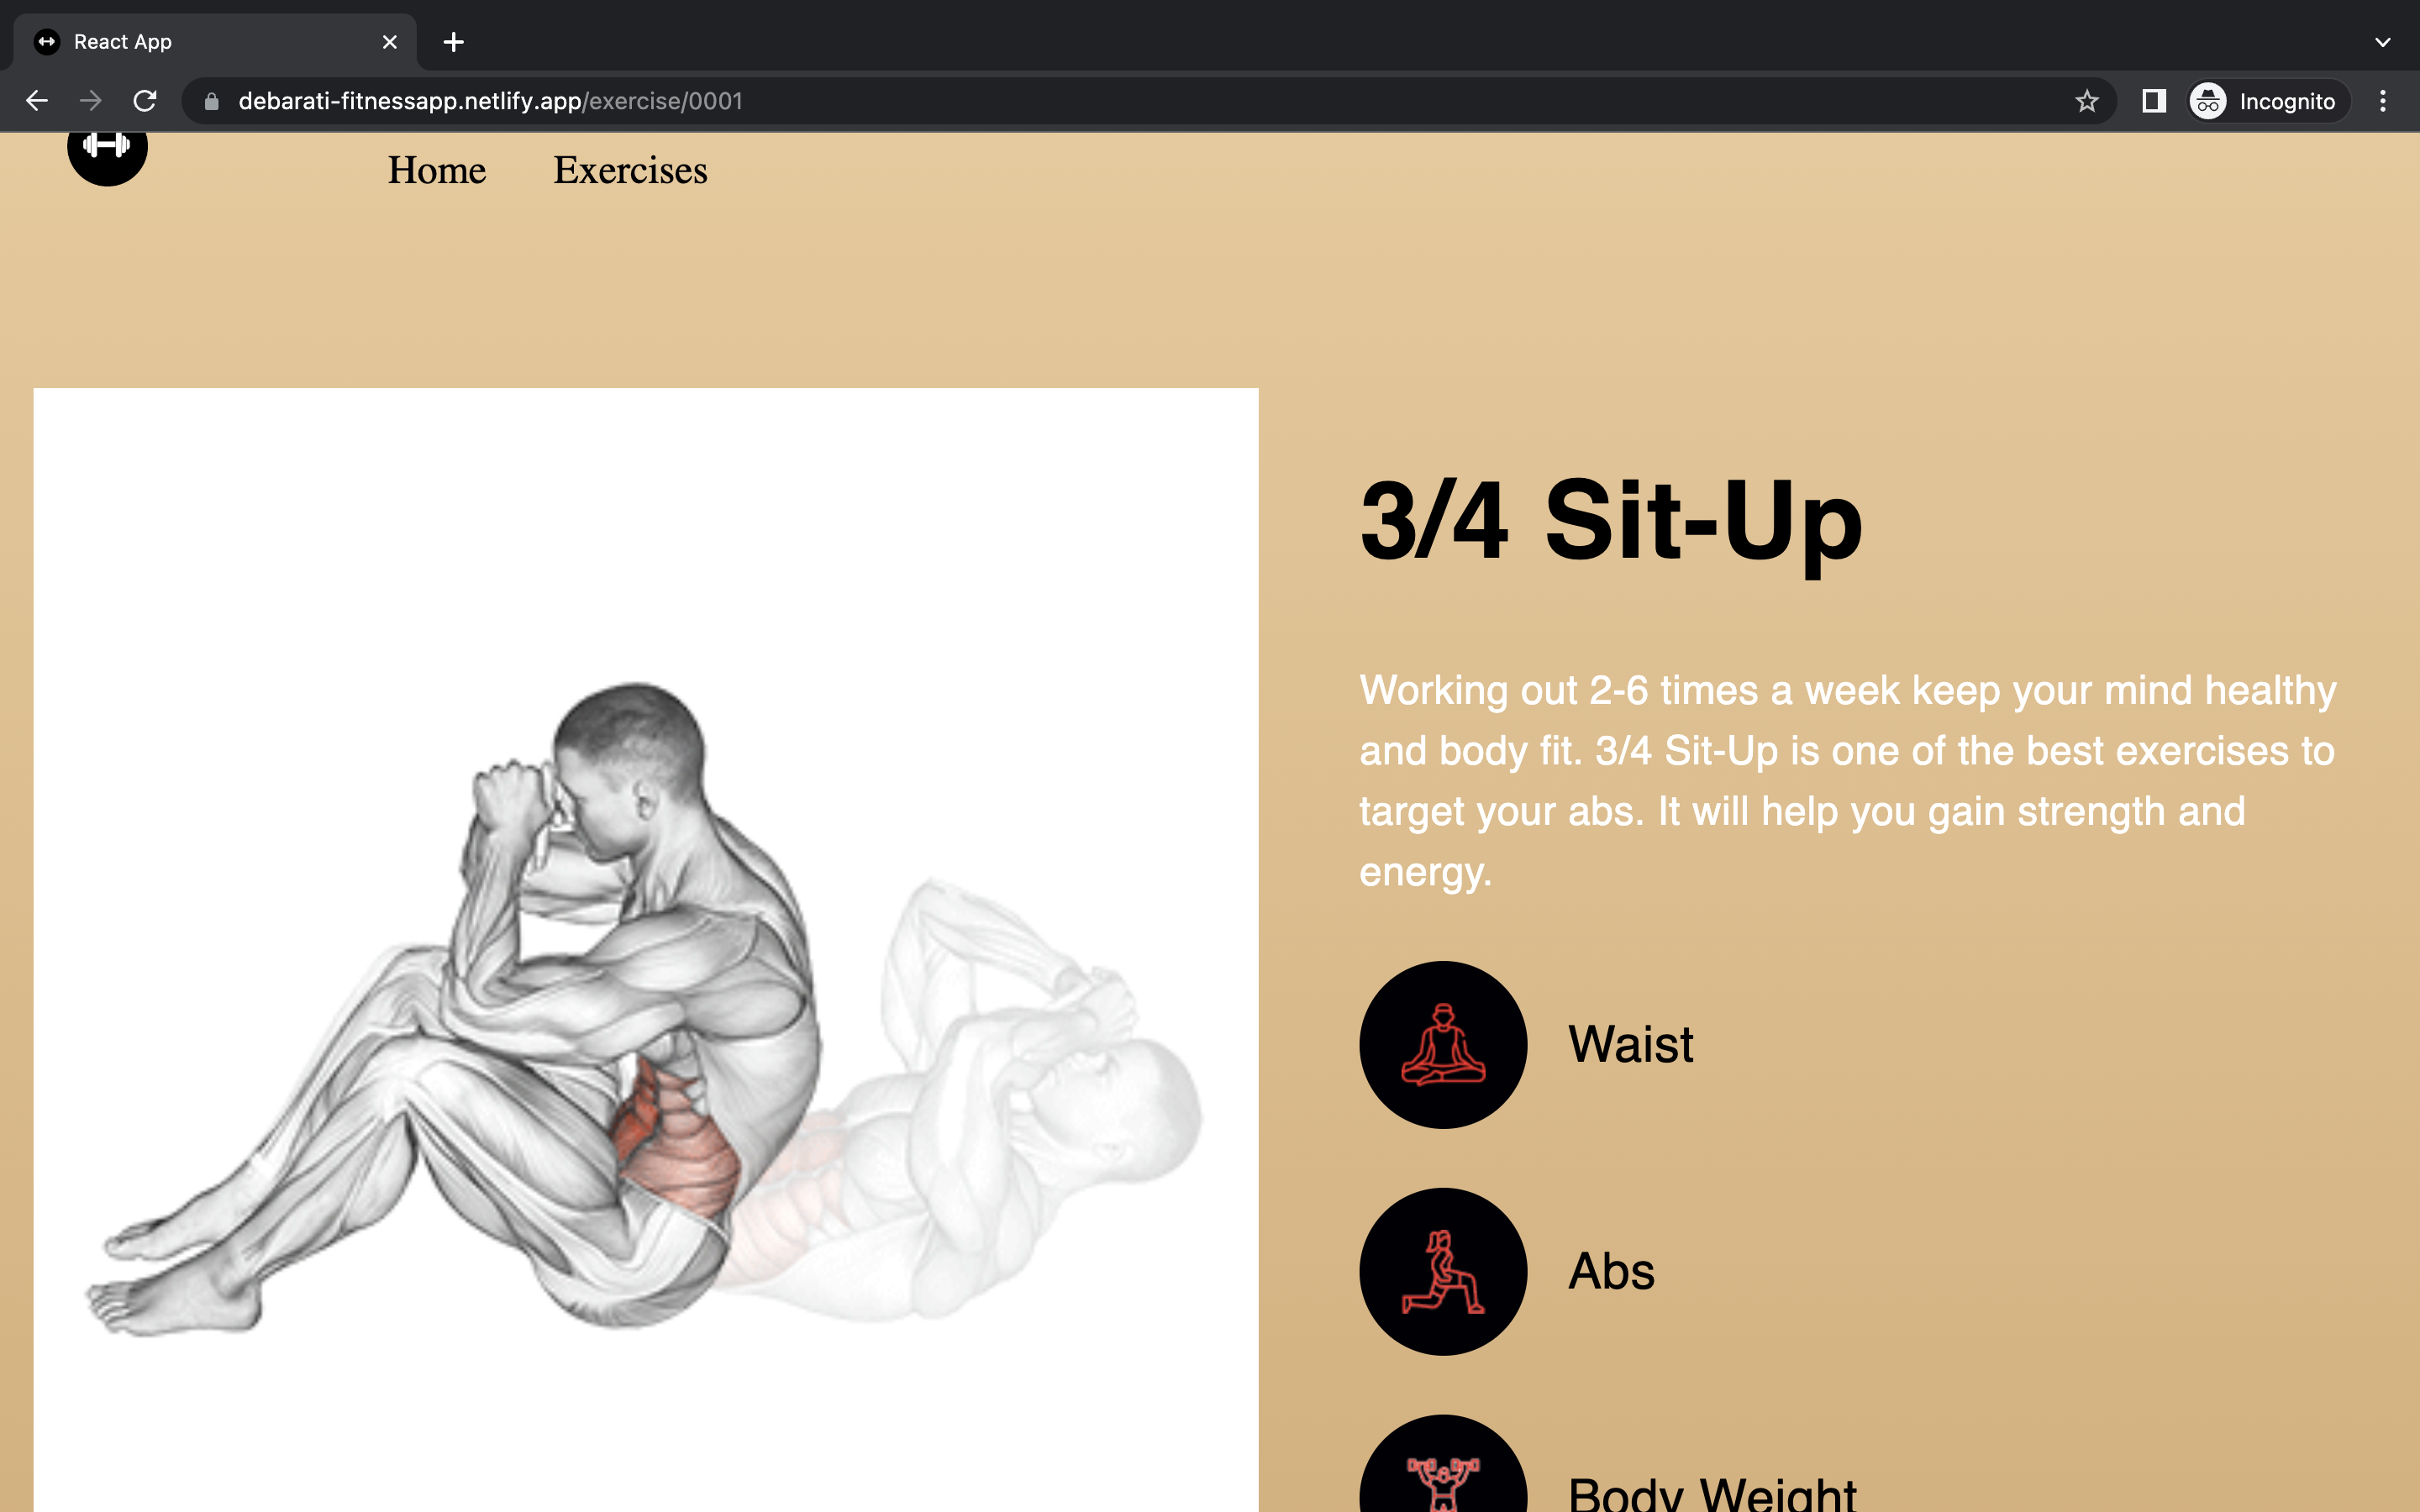 React App
debarati-fitnessapp.netlify.app/exercise/0001
Incognito
Home Exercises
3/4 Sit-Up
Working out 2-6 times a week keep your mind healthy
and body fit. 3/4 Sit-Up is one of the best exercises to
target your abs. It will help you gain strength and
energy.
Waist
Abs
Body Weight